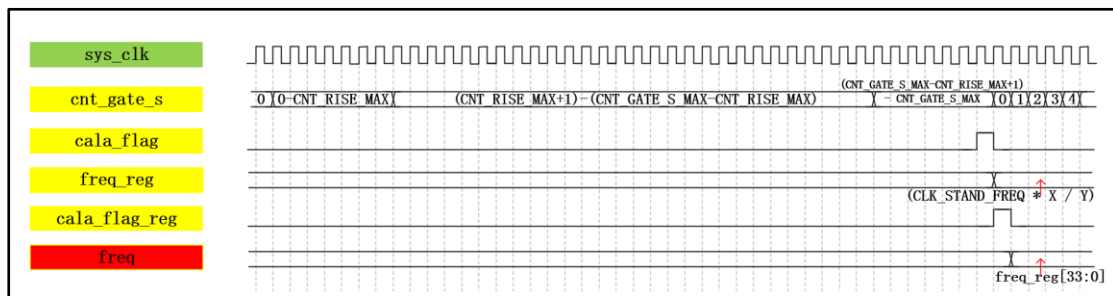 sys_clk
(CNT_GATE_S_MAX-CNT_RISE_MAX+1)
cnt_gate_s
0 0-CNT_RISE_MAX (CNT_RISE_MAX+1)-(CNT_GATE_S_MAX-CNT_RISE_MAX) - CNT_GATE_S_MAX 0 1 2 3 4
cala_flag
freq_reg
(CLK_STAND_FREQ * X / Y)
cala_flag_reg
freq
freq_reg[33:0]